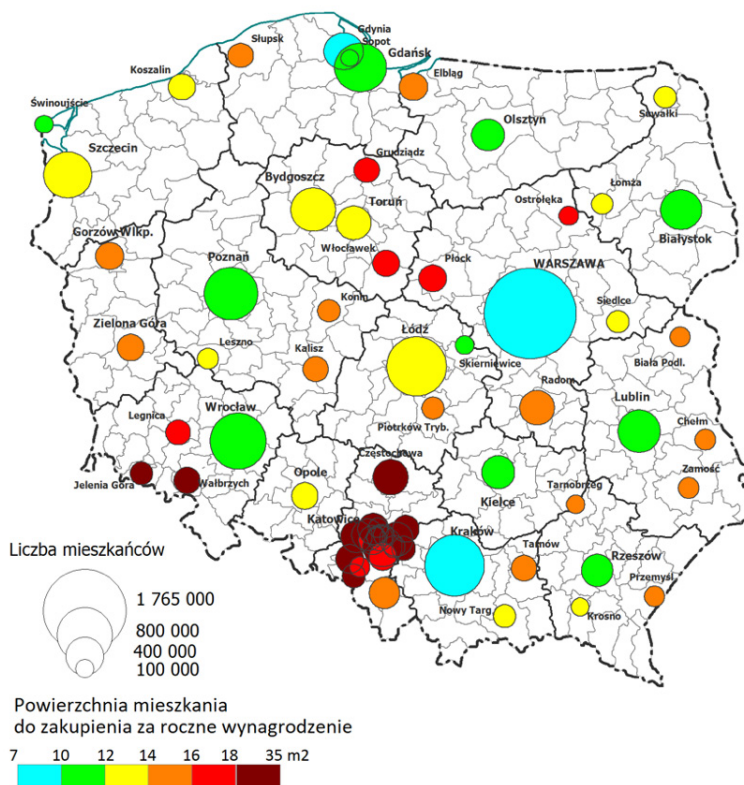 Gdynia
Sopot
Słupsk
Gdańsk
Koszalin
Elbląg
Świnoujście
Suwałki
Olsztyn
Szczecin
Grudziądz
Bydgoszcz
Łomża
Toruń
Ostrołęka
Gorzów Wlkp.
Białystok
Włocławek
Poznań
Płock
WARSZAWA
Konin
Siedlce
Zielona Góra
Łódź
Leszno
Skierniewice
Kalisz
Biała Podl.
Radom
Legnica
Wrocław
Lublin
Piotrków Tryb.
Chełm
Częstochowa
Zamość
Opole
Jelenia Góra
Wałbrzych
Kielce
Tarnobrzeg
Katowice
Kraków
Tarnów
Rzeszów
Przemyśl
Nowy Targ
Krosno
Liczba mieszkańców
1 765 000
800 000
400 000
100 000
Powierzchnia mieszkania
do zakupienia za roczne wynagrodzenie
7 10 12 14 16 18 35 m2